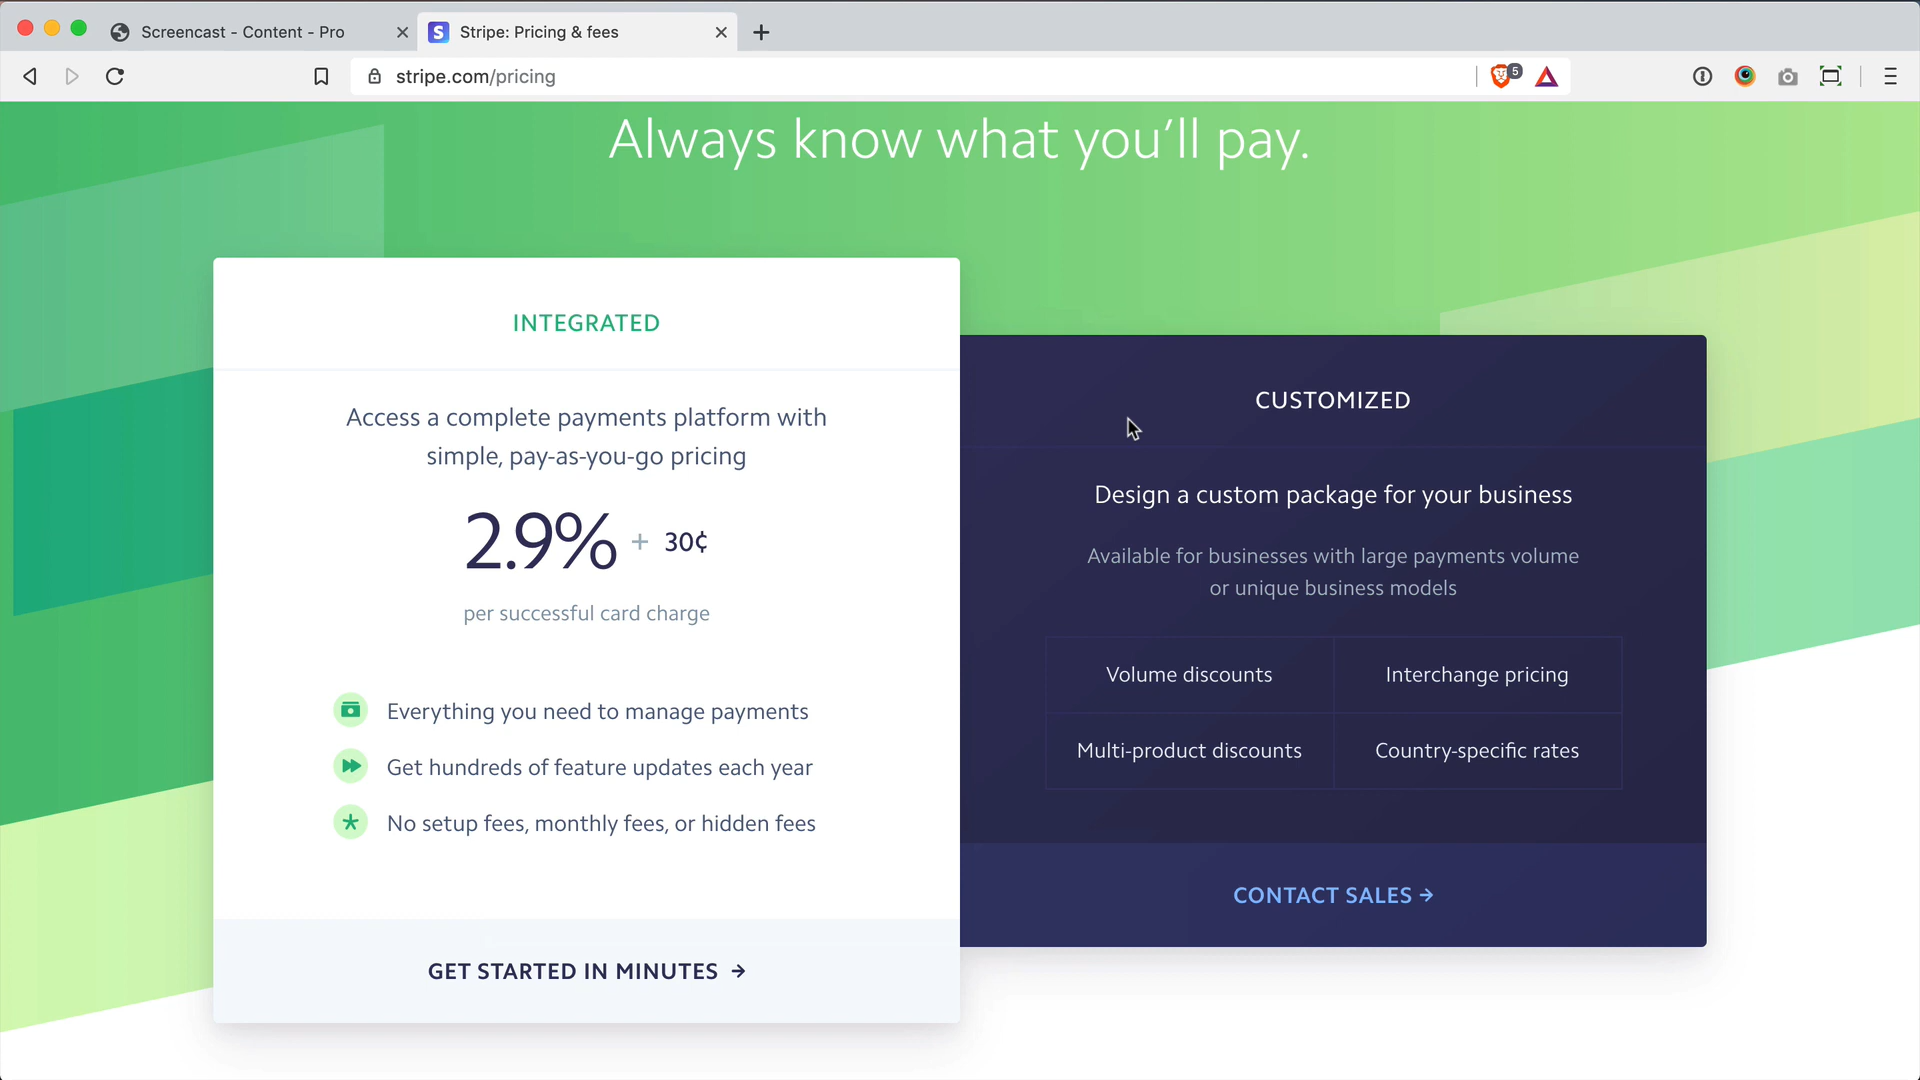 Screencast - Content - Pro
Stripe: Pricing & fees
stripe.com/pricing
5
Always know what you’ll pay.
INTEGRATED
Access a complete payments platform with
simple, pay-as-you-go pricing
2.9% + 30¢
per successful card charge
Everything you need to manage payments
Get hundreds of feature updates each year
No setup fees, monthly fees, or hidden fees
GET STARTED IN MINUTES →
CUSTOMIZED
Design a custom package for your business
Available for businesses with large payments volume
or unique business models
Volume discounts
Interchange pricing
Multi-product discounts
Country-specific rates
CONTACT SALES →